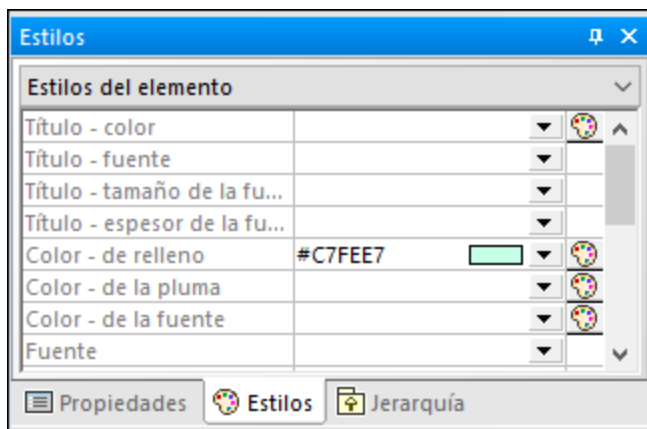 Estilos
Estilos del elemento
Título - color
Título - fuente
Título - tamaño de la fu...
Título - espesor de la fu...
Color - de relleno #C7FEE7
Color - de la pluma
Color - de la fuente
Fuente
Propiedades Estilos Jerarquía